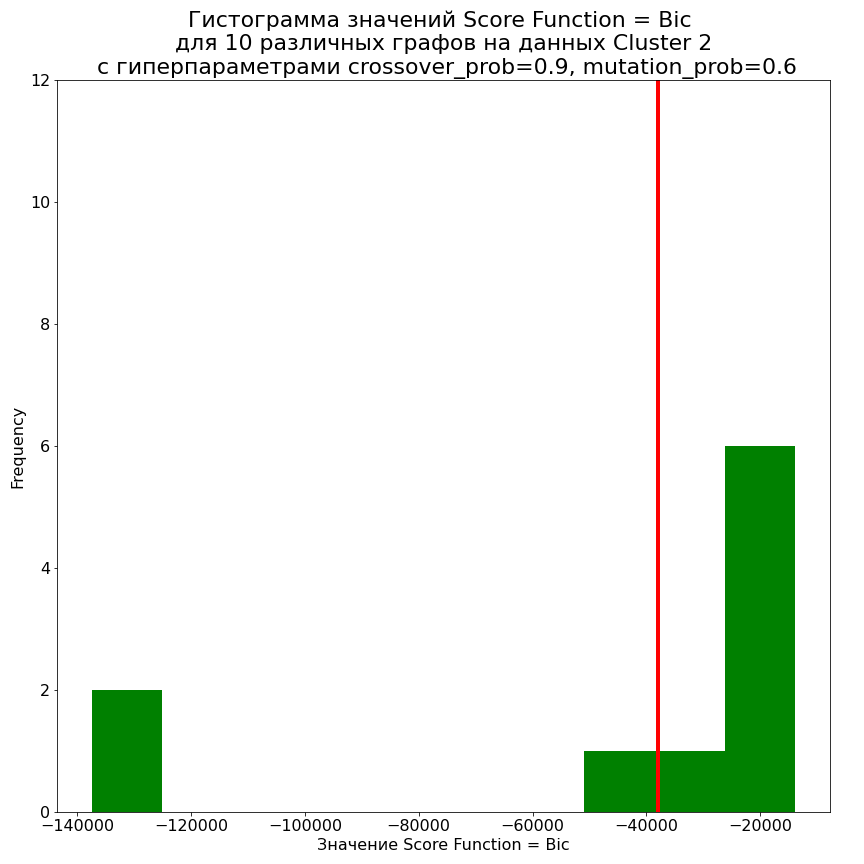 Гистограмма значений Score Function = Bic
для 10 различных графов на данных Cluster 2
с гиперпараметрами crossover_prob=0.9, mutation_prob=0.6
12
10
8
6
4
2
0
Frequency
−140000 −120000 −100000 −80000 −60000 −40000 −20000
Значение Score Function = Bic